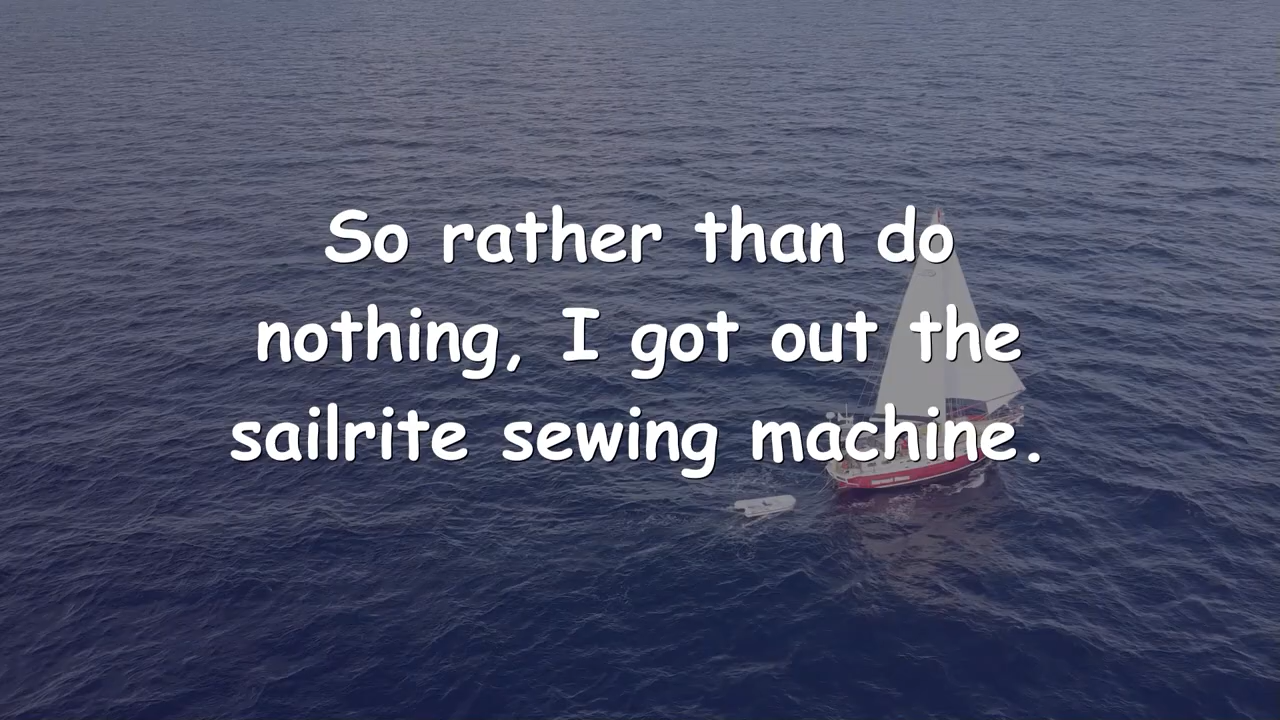 So rather than do
nothing, I got out the
sailrite sewing machine.